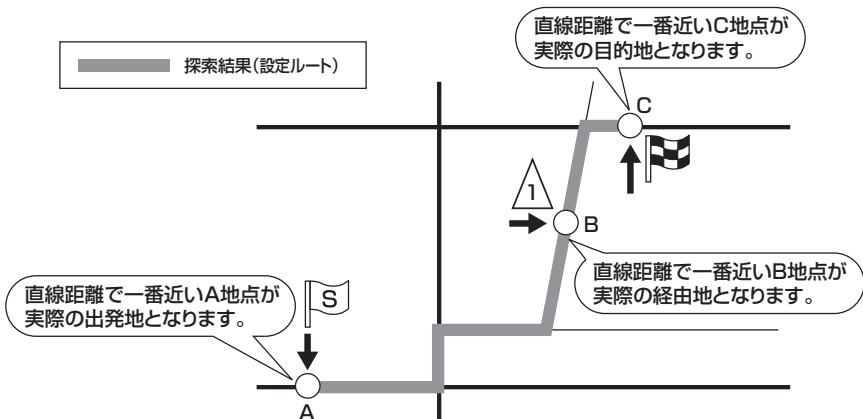 直線距離で一番近いC地点が
実際の目的地となります。
探索結果（設定ルート）
C
1
B
直線距離で一番近いB地点が
実際の経由地となります。
直線距離で一番近いA地点が
実際の出発地となります。
S
A